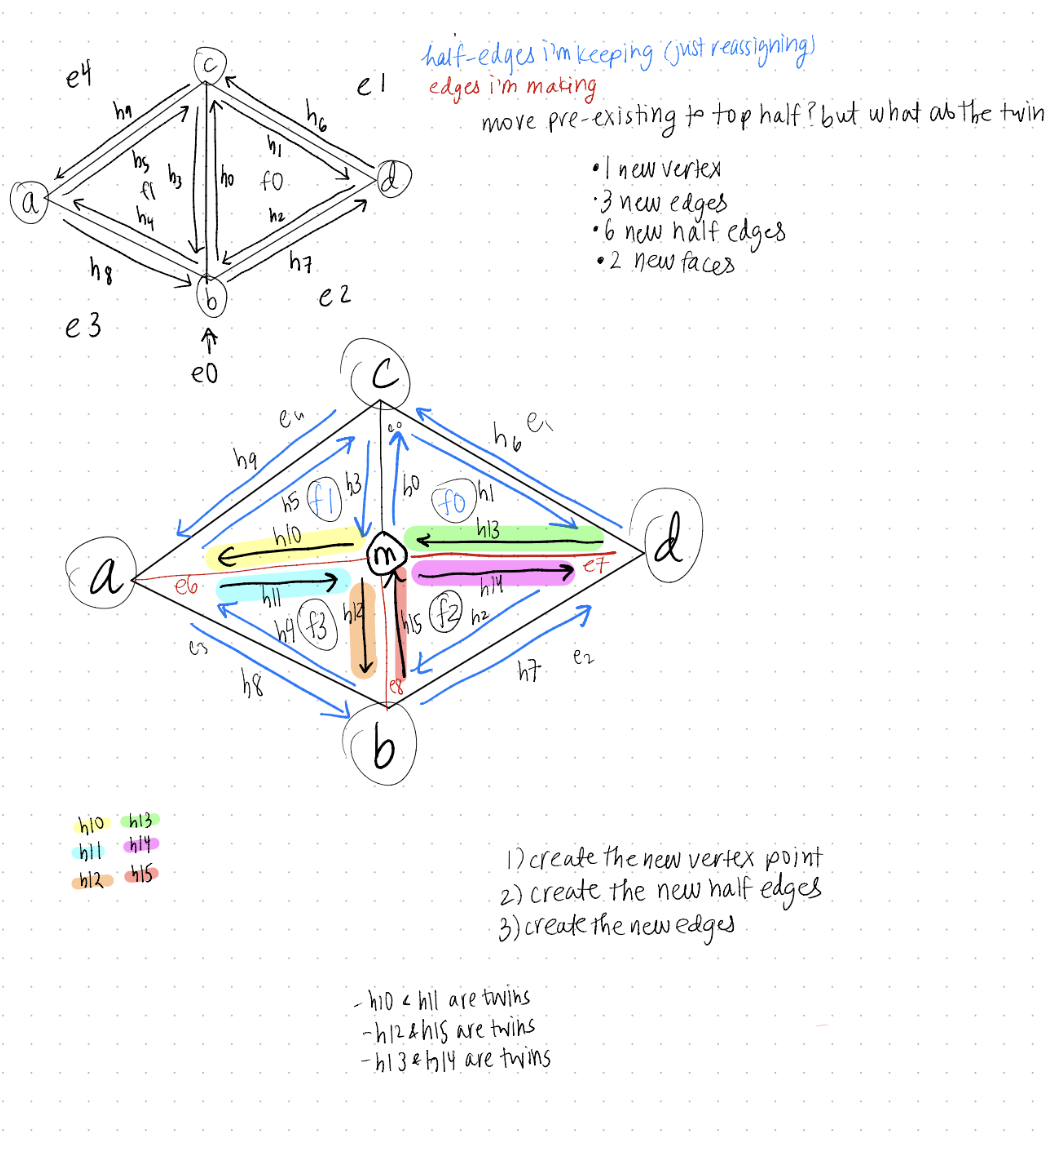 half-edges i'm keeping (just reassigning)
edges i'm making
move pre-existing to top half? but what ab the twin
• 1 new vertex
• 3 new edges
• 6 new half edges
• 2 new faces
c
e4
e1
h9
h6
h5
h1
h3
h0
f1
f0
a
d
h4
h2
h8
h7
b
e3
e2
e0
c
e4
e0
e1
h9
h6
h5
f1
h3
h0
f0
h1
h10
h13
a
m
d
e6
e7
h11
h14
h4
f3
h12
h15
f2
h2
e3
e8
e2
h8
h7
b
h10 h13
h11 h14
h12 h15
1) create the new vertex point
2) create the new half edges
3) create the new edges
- h10 & h11 are twins
- h12 & h15 are twins
- h13 & h14 are twins